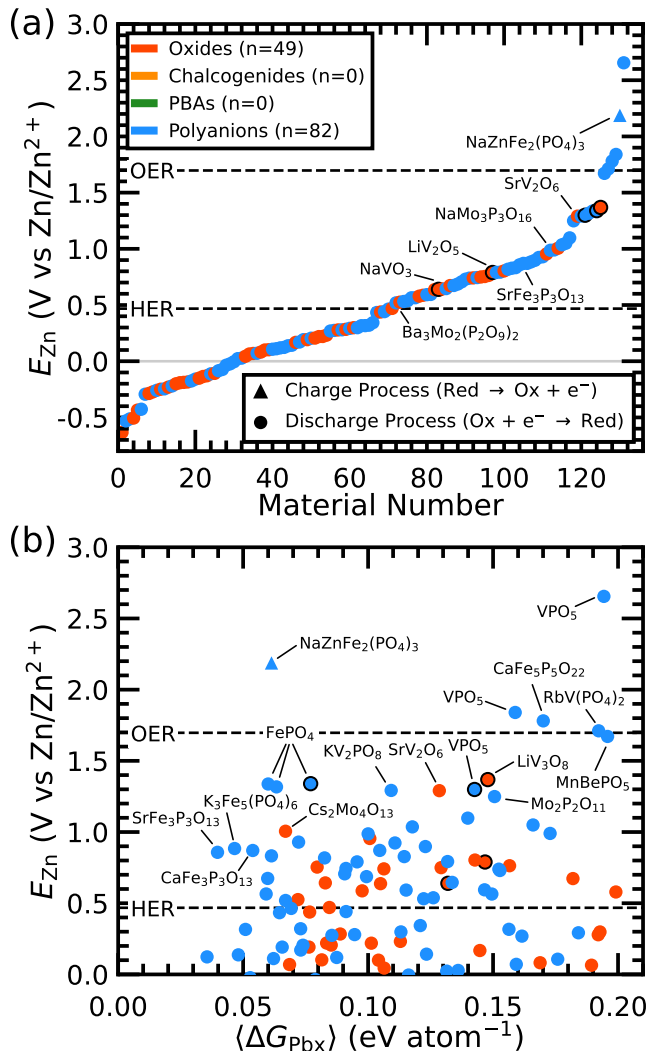 (a)
3.0
2.5
2.0
1.5
1.0
0.5
0.0
-0.5
E_Zn (V vs Zn/Zn²⁺)
Oxides (n=49)
Chalcogenides (n=0)
PBAs (n=0)
Polyanions (n=82)
NaZnFe₂(PO₄)₃
OER
SrV₂O₆
NaMo₃P₃O₁₆
LiV₂O₅
NaVO₃
SrFe₃P₃O₁₃
HER
Ba₃Mo₂(P₂O₉)₂
Charge Process (Red → Ox + e⁻)
Discharge Process (Ox + e⁻ → Red)
0 20 40 60 80 100 120
Material Number
(b)
3.0
2.5
2.0
1.5
1.0
0.5
0.0
E_Zn (V vs Zn/Zn²⁺)
VPO₅
NaZnFe₂(PO₄)₃
CaFe₅P₅O₂₂
VPO₅
RbV(PO₄)₂
OER
FePO₄
KV₂PO₈
SrV₂O₆
VPO₅
LiV₃O₈
MnBePO₅
Mo₂P₂O₁₁
K₃Fe₅(PO₄)₆
Cs₂Mo₄O₁₃
SrFe₃P₃O₁₃
CaFe₃P₃O₁₃
HER
0.00 0.05 0.10 0.15 0.20
⟨ΔG_Pbx⟩ (eV atom⁻¹)